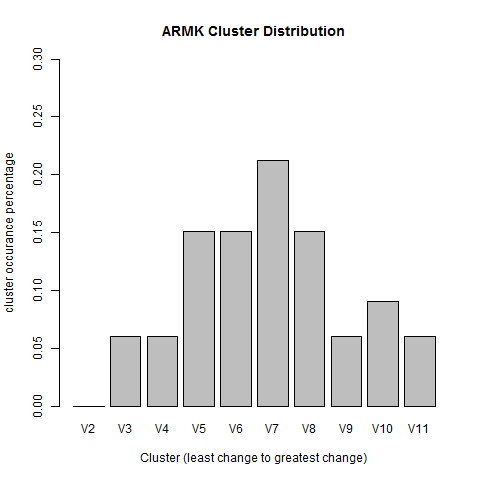 ARMK Cluster Distribution
0.30
0.25
0.20
0.15
0.10
0.05
0.00
cluster occurance percentage
V2 V3 V4 V5 V6 V7 V8 V9 V10 V11
Cluster (least change to greatest change)